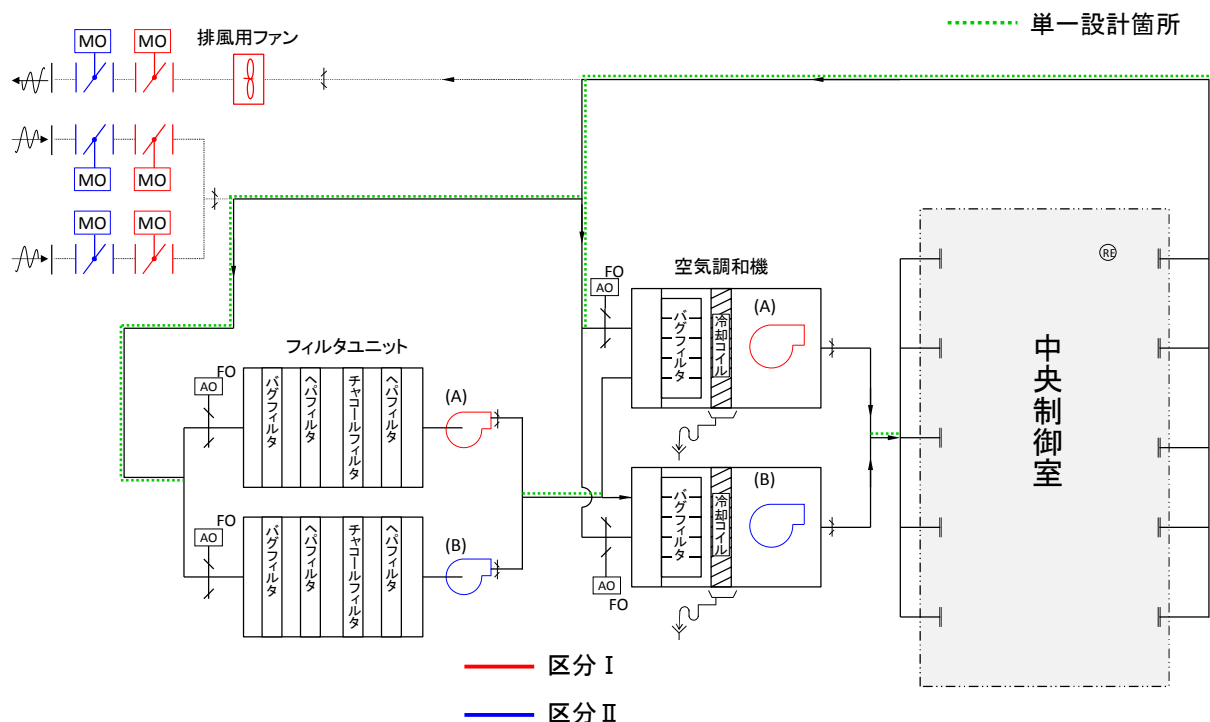 単一設計箇所
MO
MO
排風用ファン
MO
MO
MO
MO
空気調和機
FO
AO
バグフィルタ
冷却コイル
(A)
RE
中央制御室
フィルタユニット
FO
AO
バグフィルタ
ヘパフィルタ
チャコールフィルタ
ヘパフィルタ
(A)
バグフィルタ
冷却コイル
(B)
AO
FO
FO
AO
バグフィルタ
ヘパフィルタ
チャコールフィルタ
ヘパフィルタ
(B)
区分Ⅰ
区分Ⅱ